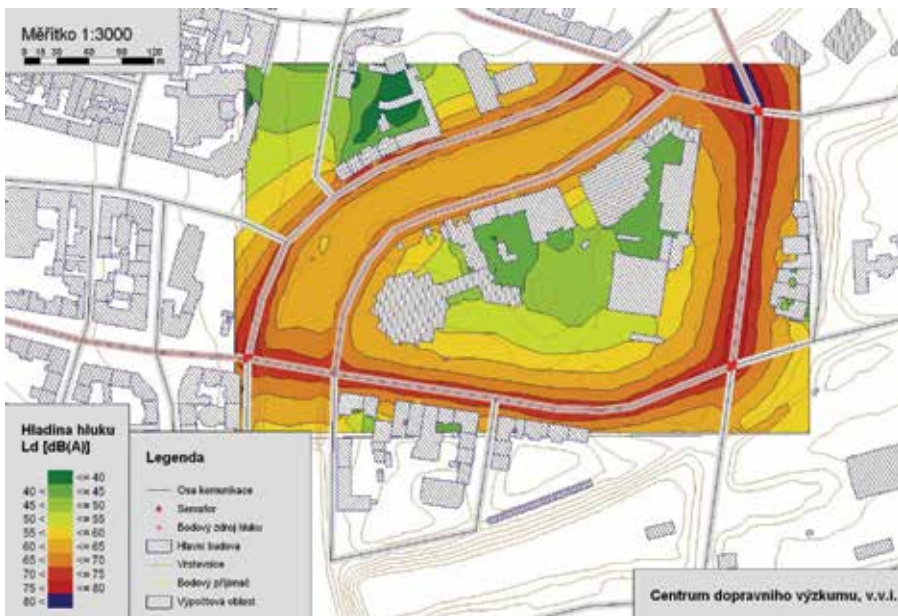 Měřítko 1:3000
0 15 30 60 90 120
m
Hladina hluku
Ld [dB(A)]
<= 40
40 < <= 45
45 < <= 50
50 < <= 55
55 < <= 60
60 < <= 65
65 < <= 70
70 < <= 75
75 < <= 80
80 <
Legenda
Osa komunikace
Semafor
Bodový zdroj hluku
Hlavní budova
Vrstevnice
Bodový přijímač
Výpočtová oblast
Centrum dopravního výzkumu, v.v.i.